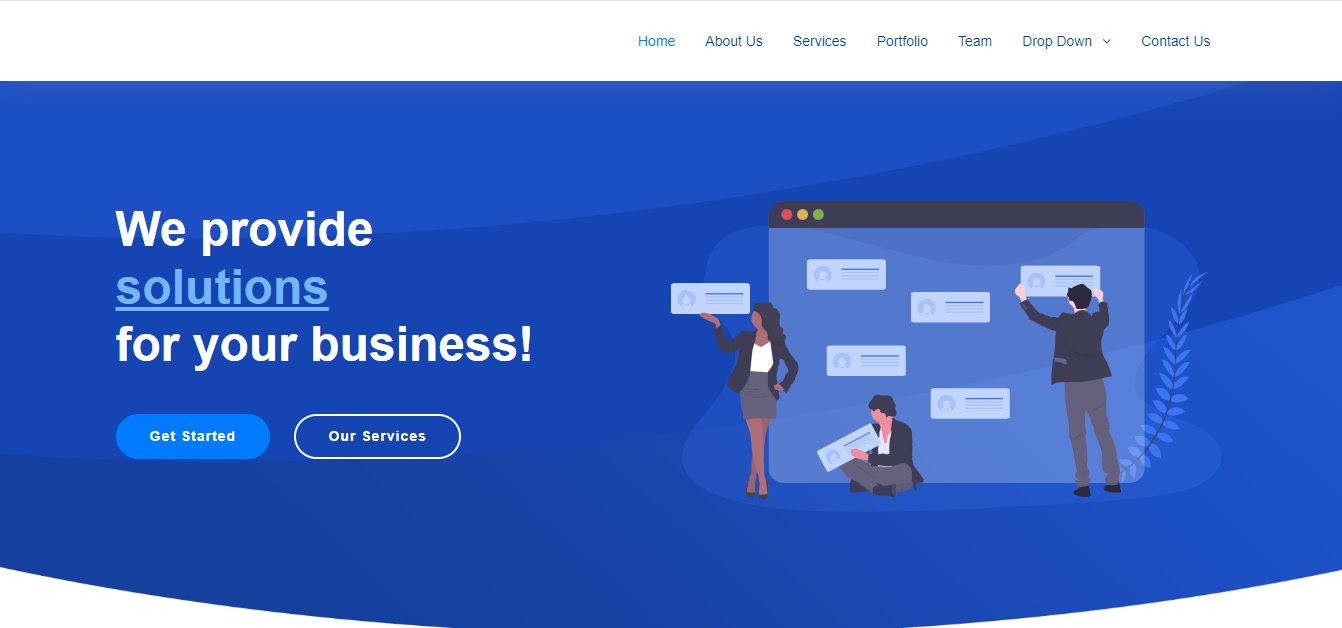 Home About Us Services Portfolio Team Drop Down Contact Us
We provide
solutions
for your business!
Get Started Our Services